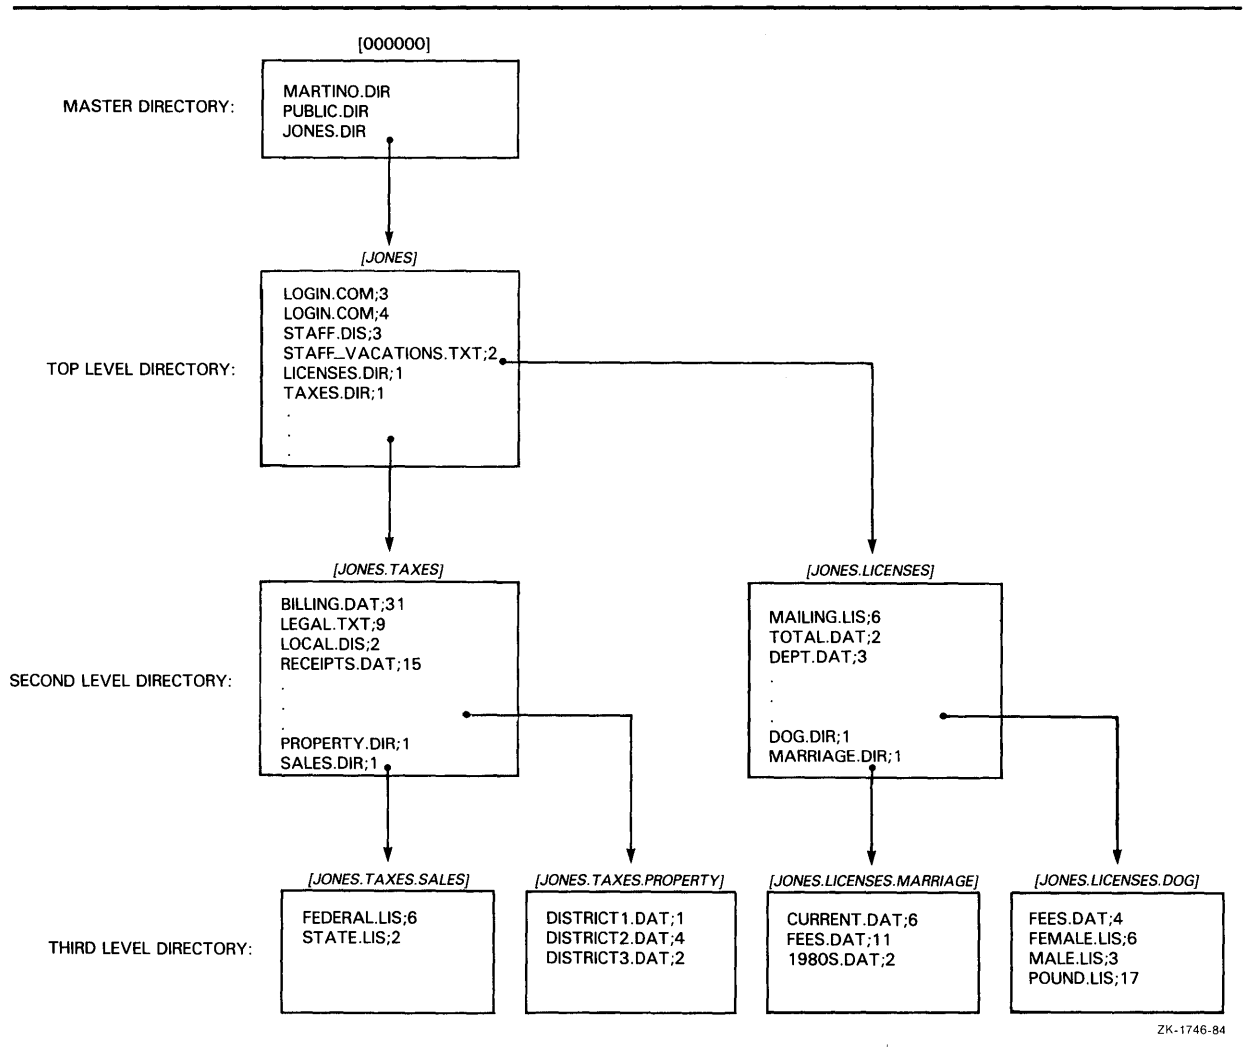 [000000]
MASTER DIRECTORY:
MARTINO.DIR
PUBLIC.DIR
JONES.DIR
[JONES]
TOP LEVEL DIRECTORY:
LOGIN.COM;3
LOGIN.COM;4
STAFF.DIS;3
STAFF_VACATIONS.TXT;2
LICENSES.DIR;1
TAXES.DIR;1
.
.
.
[JONES.TAXES]
SECOND LEVEL DIRECTORY:
BILLING.DAT;31
LEGAL.TXT;9
LOCAL.DIS;2
RECEIPTS.DAT;15
.
.
.
PROPERTY.DIR;1
SALES.DIR;1
[JONES.LICENSES]
MAILING.LIS;6
TOTAL.DAT;2
DEPT.DAT;3
.
.
.
DOG.DIR;1
MARRIAGE.DIR;1
THIRD LEVEL DIRECTORY:
[JONES.TAXES.SALES]
FEDERAL.LIS;6
STATE.LIS;2
[JONES.TAXES.PROPERTY]
DISTRICT1.DAT;1
DISTRICT2.DAT;4
DISTRICT3.DAT;2
[JONES.LICENSES.MARRIAGE]
CURRENT.DAT;6
FEES.DAT;11
1980S.DAT;2
[JONES.LICENSES.DOG]
FEES.DAT;4
FEMALE.LIS;6
MALE.LIS;3
POUND.LIS;17
ZK-1746-84